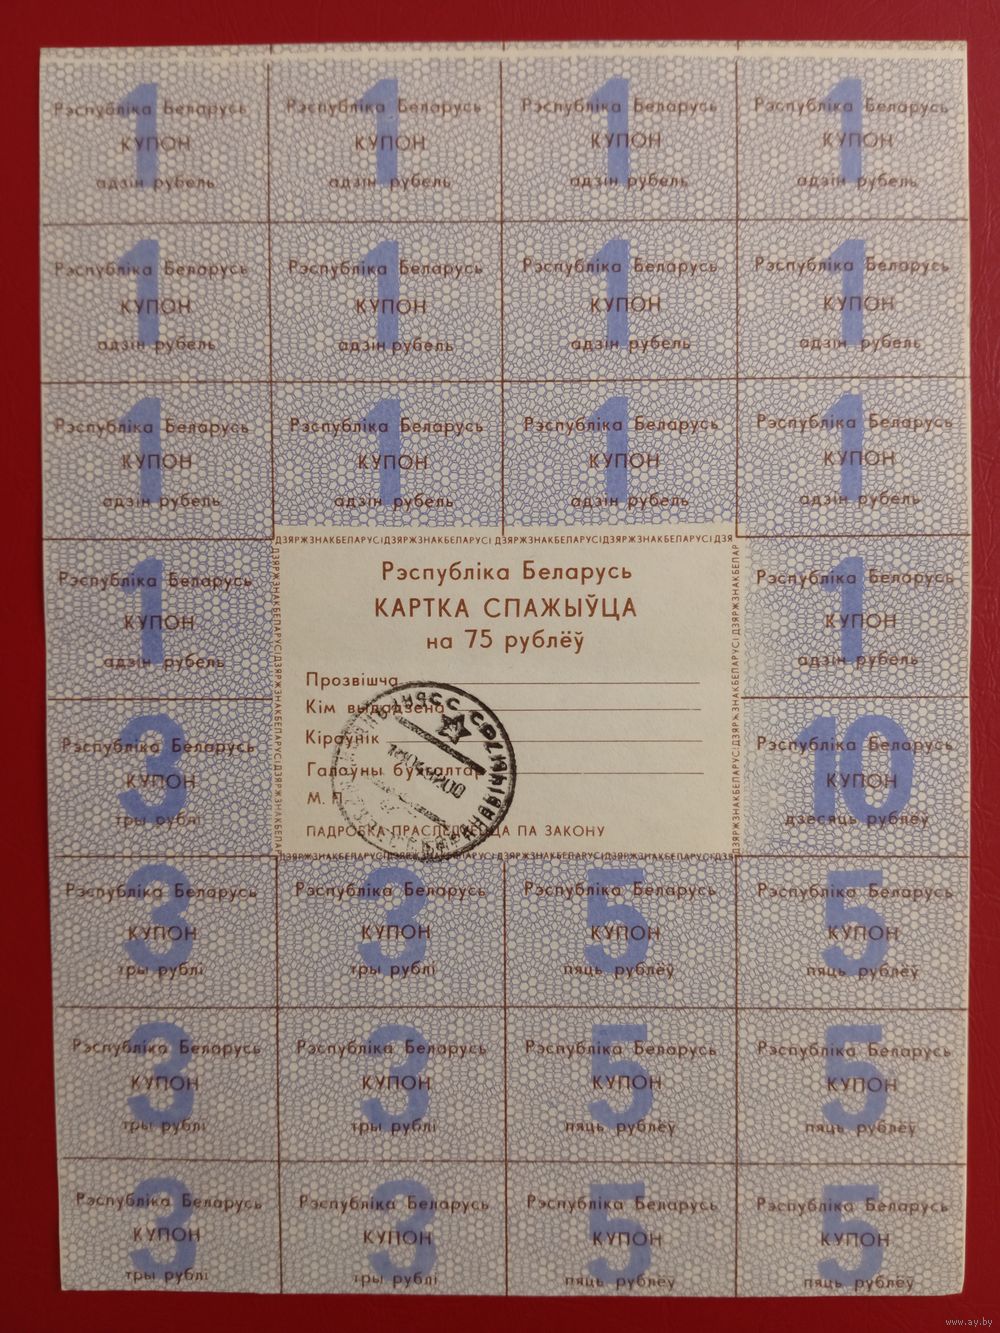 1 1 1 1
Рэспубліка Беларусь Рэспубліка Беларусь Рэспубліка Беларусь Рэспубліка Беларусь
КУПОН КУПОН КУПОН КУПОН
адзін рубель адзін рубель адзін рубель адзін рубель
1 1 1 1
Рэспубліка Беларусь Рэспубліка Беларусь Рэспубліка Беларусь Рэспубліка Беларусь
КУПОН КУПОН КУПОН КУПОН
адзін рубель адзін рубель адзін рубель адзін рубель
1 1 1 1
Рэспубліка Беларусь Рэспубліка Беларусь Рэспубліка Беларусь Рэспубліка Беларусь
КУПОН КУПОН КУПОН КУПОН
адзін рубель адзін рубель адзін рубель адзін рубель
ДЗЯРЖЗНАКБЕЛАРУСІДЗЯРЖЗНАКБЕЛАРУСІДЗЯРЖЗНАКБЕЛАРУСІДЗЯРЖЗНАКБЕЛАРУСІДЗЯ
1 1
Рэспубліка Беларусь Рэспубліка Беларусь
КУПОН КУПОН
адзін рубель адзін рубель
Рэспубліка Беларусь
КАРТКА СПАЖЫЎЦА
на 75 рублёў
Прозвішча
Кім выдадзена
Кіраўнік
Галоўны бухгалтар
М. П.
ПАДРОБКА ПРАСЛЕДУЕЦЦА ПА ЗАКОНУ
3 10
Рэспубліка Беларусь Рэспубліка Беларусь
КУПОН КУПОН
тры рублі дзесяць рублёў
ДЗЯРЖЗНАКБЕЛАРУСІДЗЯРЖЗНАКБЕЛАРУСІДЗЯРЖЗНАКБЕЛАРУСІДЗЯРЖЗНАКБЕЛАРУСІДЗЯ
3 3 5 5
Рэспубліка Беларусь Рэспубліка Беларусь Рэспубліка Беларусь Рэспубліка Беларусь
КУПОН КУПОН КУПОН КУПОН
тры рублі тры рублі пяць рублёў пяць рублёў
3 3 5 5
Рэспубліка Беларусь Рэспубліка Беларусь Рэспубліка Беларусь Рэспубліка Беларусь
КУПОН КУПОН КУПОН КУПОН
тры рублі тры рублі пяць рублёў пяць рублёў
3 3 5 5
Рэспубліка Беларусь Рэспубліка Беларусь Рэспубліка Беларусь Рэспубліка Беларусь
КУПОН КУПОН КУПОН КУПОН
тры рублі тры рублі пяць рублёў пяць рублёў
www.ay.by